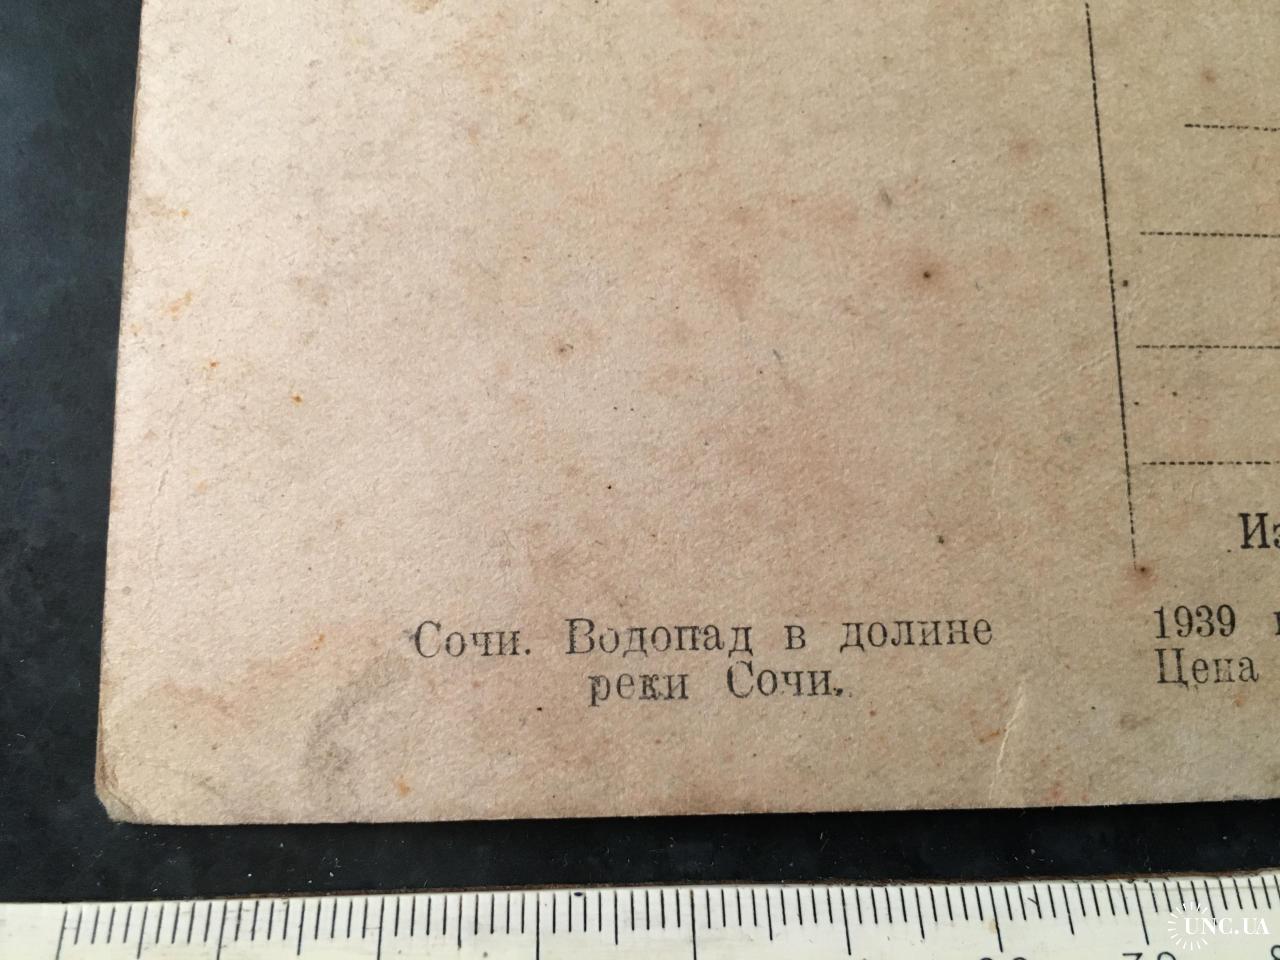 Из
Сочи. Водопад в долине
реки Сочи.
1939
Цена
UNC.UA